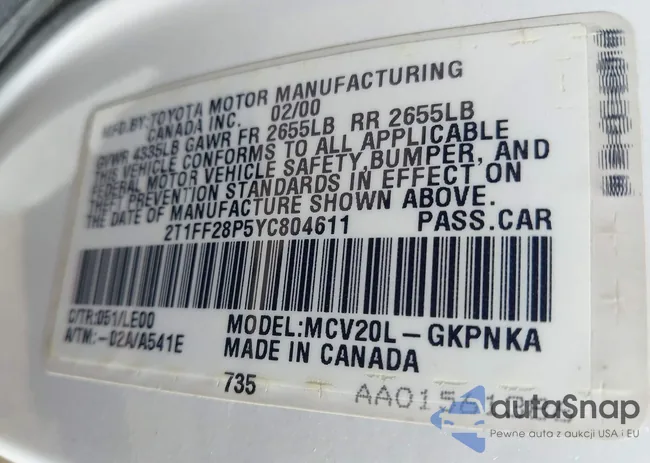 MFD.BY:TOYOTA MOTOR MANUFACTURING
CANADA INC. 02/00
GVWR 4335LB GAWR FR 2655LB RR 2655LB
THIS VEHICLE CONFORMS TO ALL APPLICABLE
FEDERAL MOTOR VEHICLE SAFETY,BUMPER, AND
THEFT PREVENTION STANDARDS IN EFFECT ON
THE DATE OF MANUFACTURE SHOWN ABOVE.
2T1FF28P5YC804611 PASS.CAR
C/TR:051/LE00 MODEL:MCV20L-GKPNKA
A/TM:-02A/A541E MADE IN CANADA
735
autaSnap
Pewne auta z aukcji USA i EU